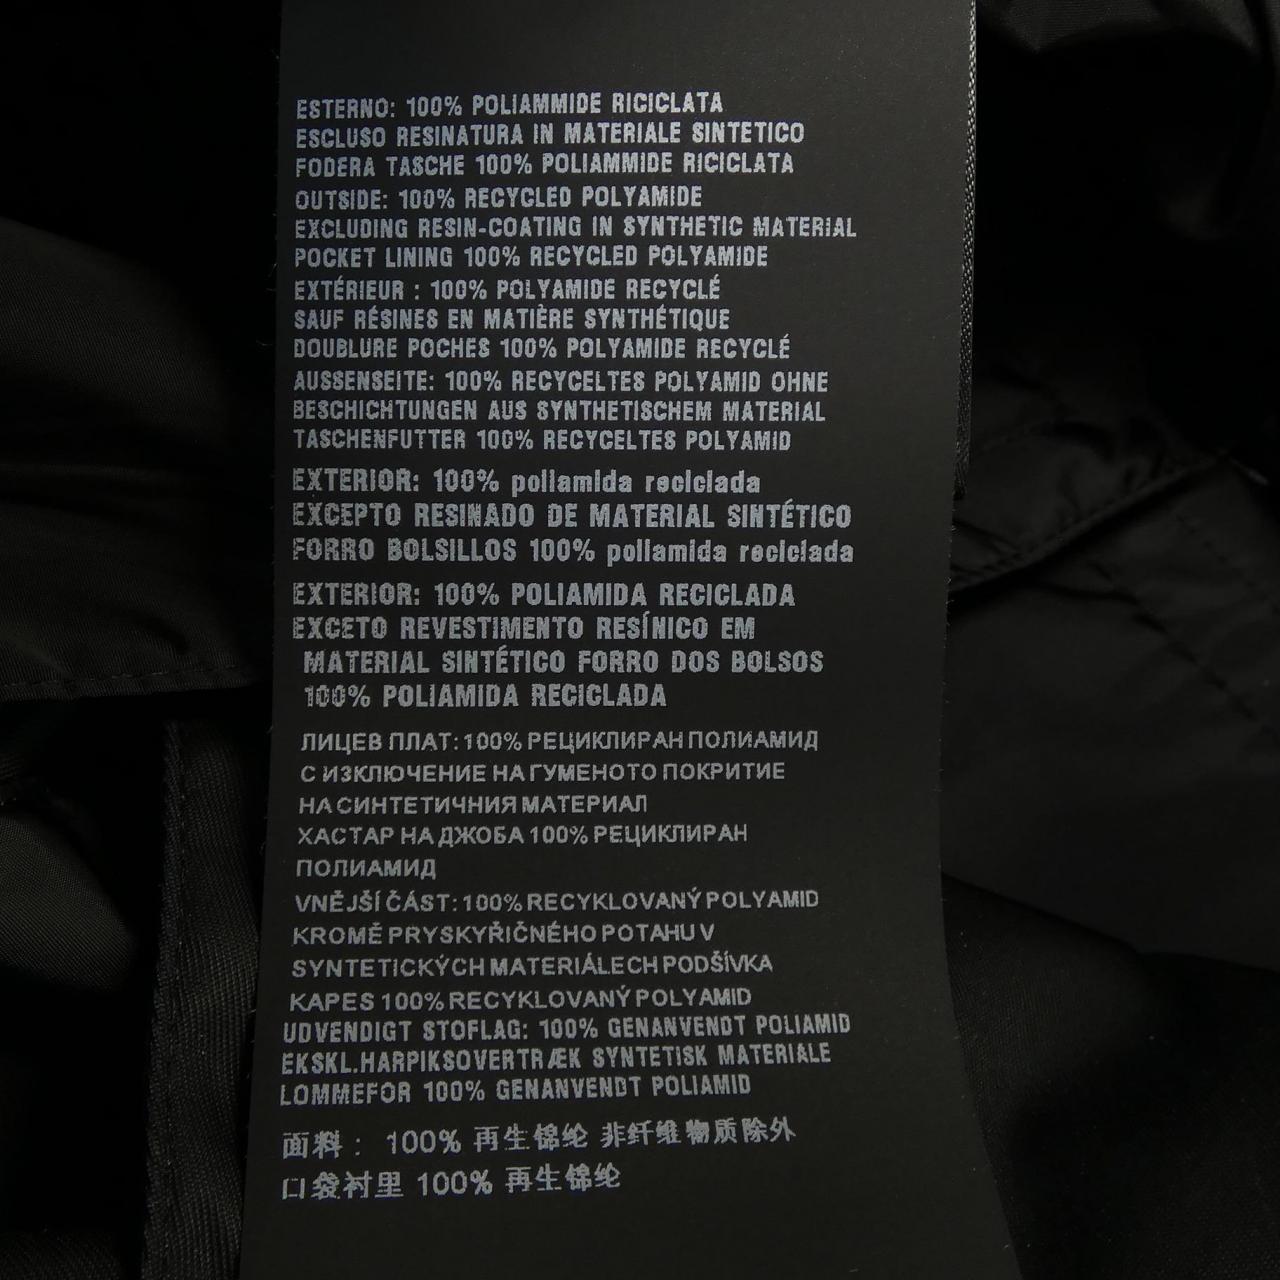 ESTERNO: 100% POLIAMMIDE RICICLATA
ESCLUSO RESINATURA IN MATERIALE SINTETICO
FODERA TASCHE 100% POLIAMMIDE RICICLATA
OUTSIDE: 100% RECYCLED POLYAMIDE
EXCLUDING RESIN-COATING IN SYNTHETIC MATERIAL
POCKET LINING 100% RECYCLED POLYAMIDE
EXTÉRIEUR : 100% POLYAMIDE RECYCLÉ
SAUF RÉSINES EN MATIÈRE SYNTHÉTIQUE
DOUBLURE POCHES 100% POLYAMIDE RECYCLÉ
AUSSENSEITE: 100% RECYCELTES POLYAMID OHNE
BESCHICHTUNGEN AUS SYNTHETISCHEM MATERIAL
TASCHENFUTTER 100% RECYCELTES POLYAMID
EXTERIOR: 100% poliamida reciclada
EXCEPTO RESINADO DE MATERIAL SINTÉTICO
FORRO BOLSILLOS 100% poliamida reciclada
EXTERIOR: 100% POLIAMIDA RECICLADA
EXCETO REVESTIMENTO RESÍNICO EM
MATERIAL SINTÉTICO FORRO DOS BOLSOS
100% POLIAMIDA RECICLADA
ЛИЦЕВ ПЛАТ: 100% РЕЦИКЛИРАН ПОЛИАМИД
С ИЗКЛЮЧЕНИЕ НА ГУМЕНОТО ПОКРИТИЕ
НА СИНТЕТИЧНИЯ МАТЕРИАЛ
ХАСТАР НА ДЖОБА 100% РЕЦИКЛИРАН
ПОЛИАМИД
VNĚJŠÍ ČÁST: 100% RECYKLOVANÝ POLYAMID
KROMĚ PRYSKYŘIČNÉHO POTAHU V
SYNTETICKÝCH MATERIÁLECH PODŠÍVKA
KAPES 100% RECYKLOVANÝ POLYAMID
UDVENDIGT STOFLAG: 100% GENANVENDT POLIAMID
EKSKL.HARPIKSOVERTRÆK SYNTETISK MATERIALE
LOMMEFOR 100% GENANVENDT POLIAMID
面料： 100% 再生锦纶 非纤维物质除外
口袋衬里 100% 再生锦纶